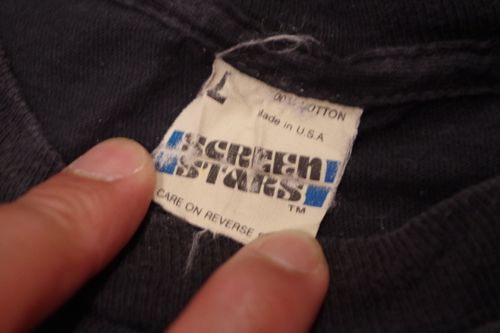 L
COTTON
Made in U.S.A
SCREEN
STARS
TM
CARE ON REVERSE